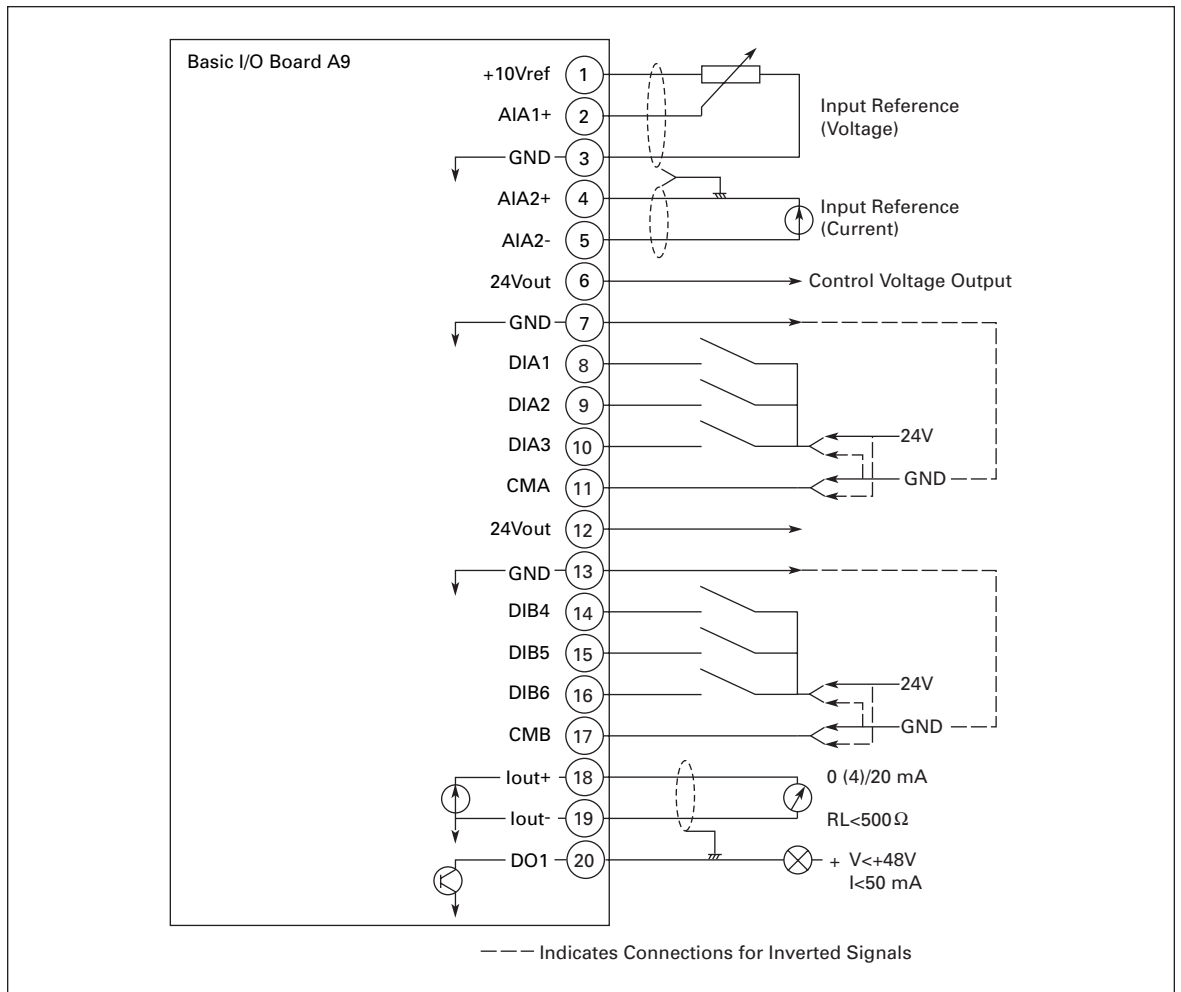 Basic I/O Board A9
+10Vref 1
AIA1+ 2
GND 3
Input Reference
(Voltage)
AIA2+ 4
AIA2- 5
Input Reference
(Current)
24Vout 6 Control Voltage Output
GND 7
DIA1 8
DIA2 9
DIA3 10
24V
CMA 11
GND
24Vout 12
GND 13
DIB4 14
DIB5 15
DIB6 16
24V
CMB 17
GND
Iout+ 18 0 (4)/20 mA
Iout- 19 RL<500Ω
DO1 20 + V<+48V
I<50 mA
Indicates Connections for Inverted Signals